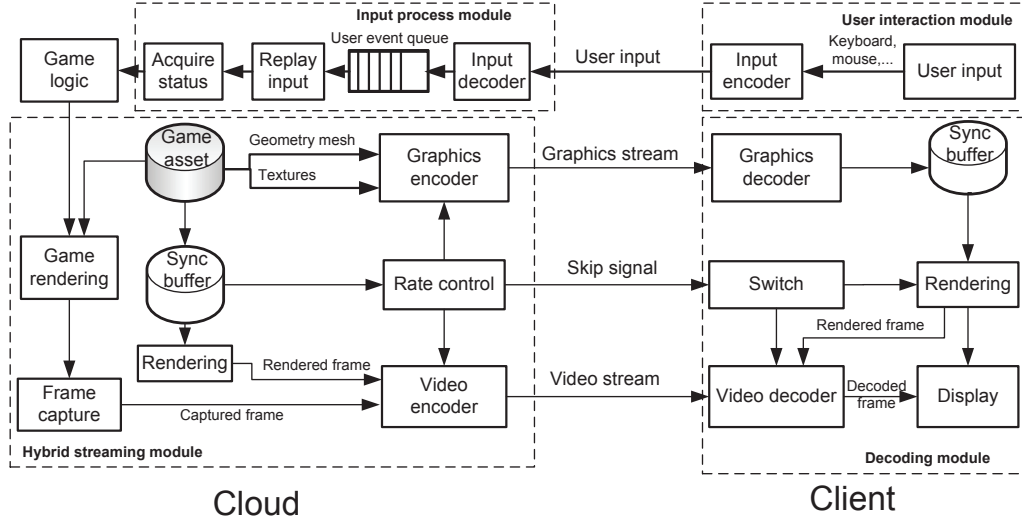 Input process module
User interaction module
Game
logic
Acquire
status
Replay
input
User event queue
Input
decoder
User input
Input
encoder
Keyboard,
mouse,...
User input
Game
asset
Geometry mesh
Textures
Graphics
encoder
Graphics stream
Graphics
decoder
Sync
buffer
Game
rendering
Sync
buffer
Rate control
Skip signal
Switch
Rendering
Rendered frame
Rendering
Rendered frame
Frame
capture
Captured frame
Video
encoder
Video stream
Video decoder
Decoded
frame
Display
Hybrid streaming module
Decoding module
Cloud
Client